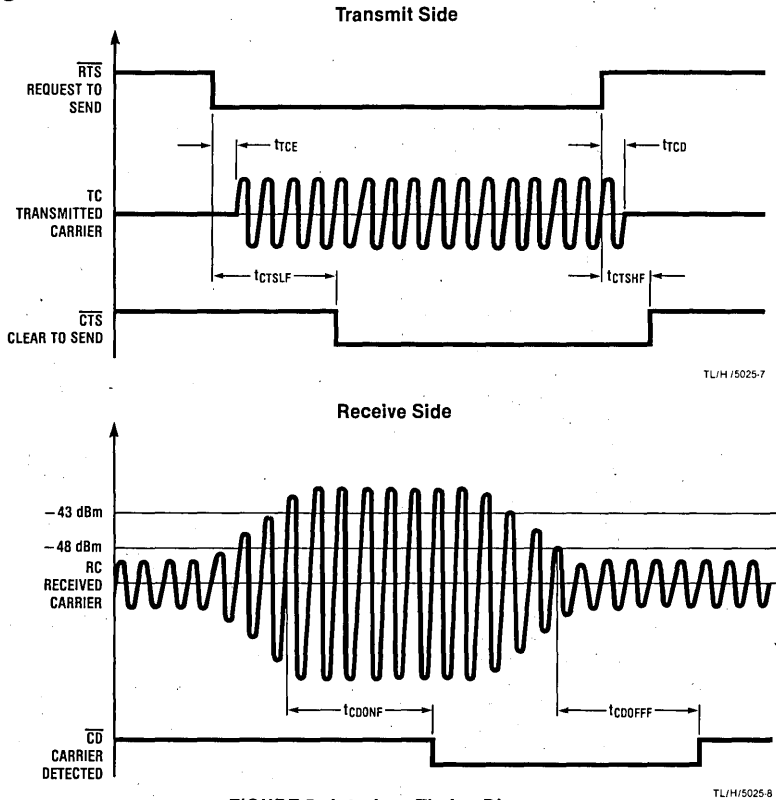 Transmit Side
RTS
REQUEST TO
SEND
tTCE
tTCD
TC
TRANSMITTED
CARRIER
tCTSLF
tCTSHF
CTS
CLEAR TO SEND
TL/H/5025-7
Receive Side
−43 dBm
−48 dBm
RC
RECEIVED
CARRIER
tCDONF
tCDOFFF
CD
CARRIER
DETECTED
TL/H/5025-8